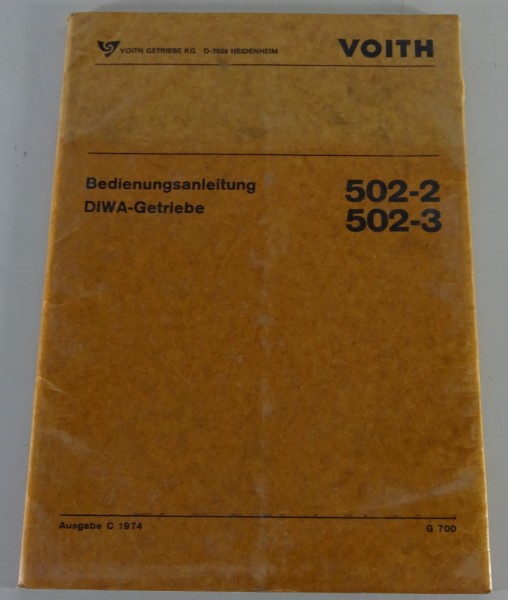 VOITH GETRIEBE KG D-7920 HEIDENHEIM VOITH
Bedienungsanleitung 502-2
DIWA-Getriebe 502-3
Ausgabe C 1974 G 700